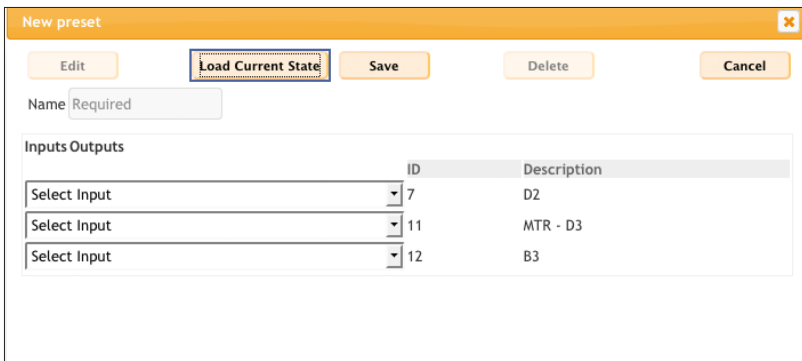 New preset
Edit Load Current State Save Delete Cancel
Name Required
Inputs Outputs
ID Description
Select Input 7 D2
Select Input 11 MTR - D3
Select Input 12 B3